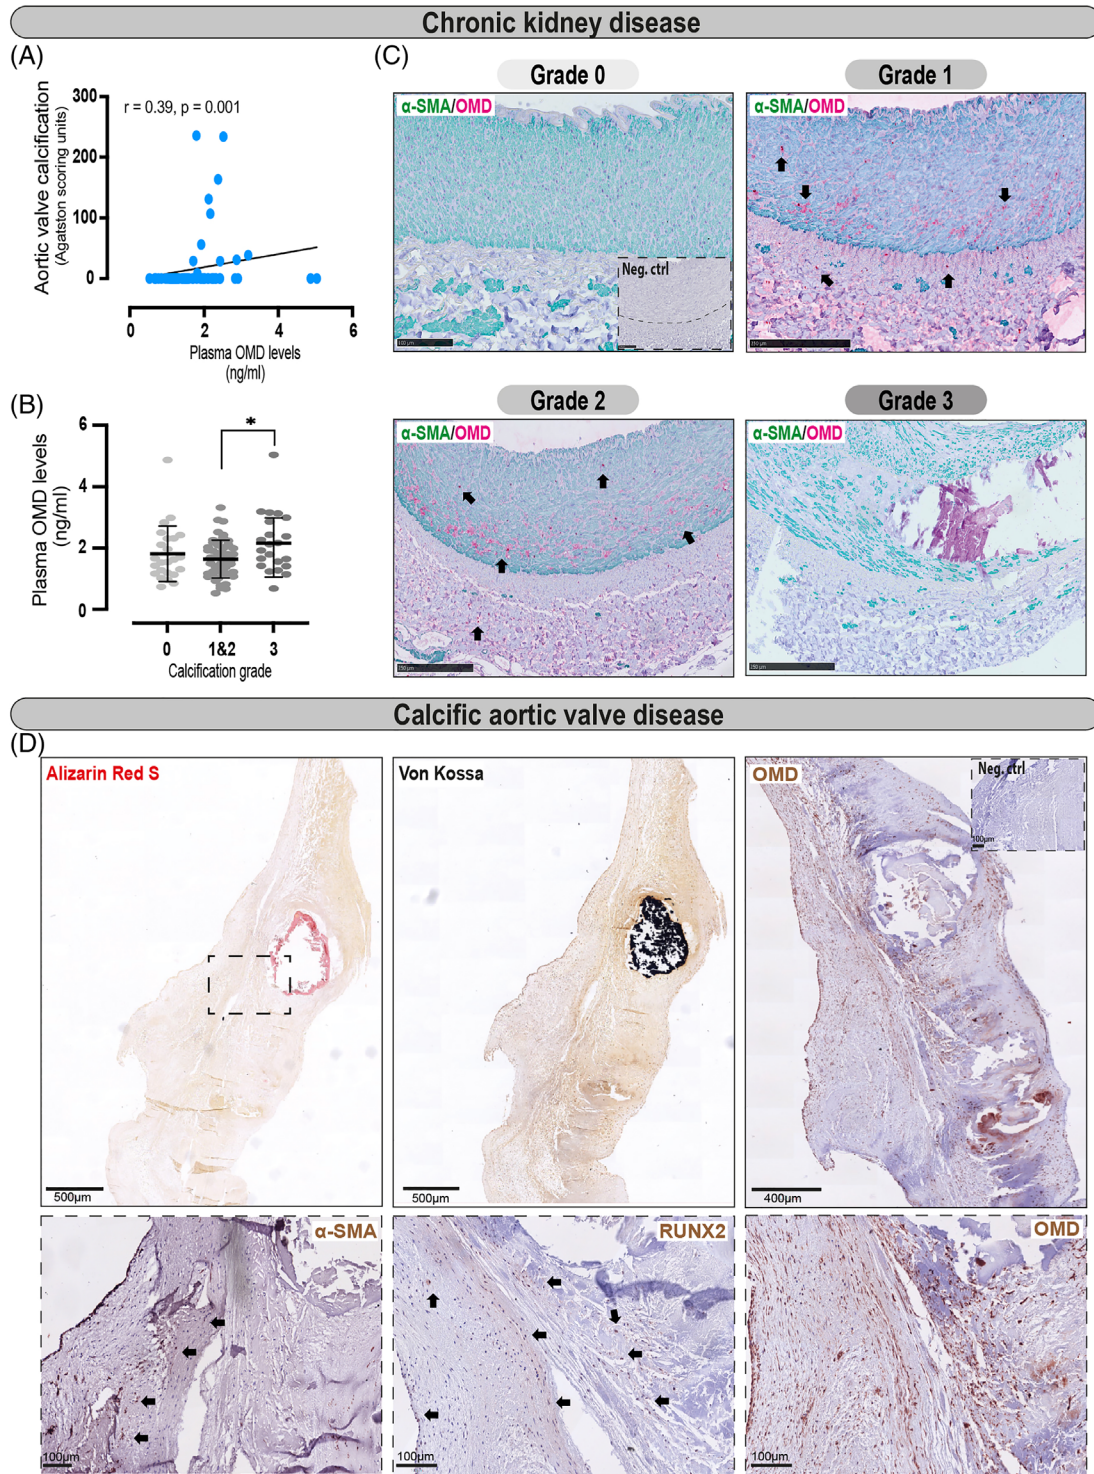 Chronic kidney disease
(A)
300
200
100
0
Aortic valve calcification
(Agatston scoring units)
r = 0.39, p = 0.001
0 2 4 6
Plasma OMD levels
(ng/ml)
(B)
6
4
2
0
Plasma OMD levels
(ng/ml)
*
0 1&2 3
Calcification grade
(C)
Grade 0
α-SMA/OMD
Neg. ctrl
Grade 1
α-SMA/OMD
Grade 2
α-SMA/OMD
Grade 3
α-SMA/OMD
250 µm
Calcific aortic valve disease
(D)
Alizarin Red S
500µm
Von Kossa
500µm
OMD
Neg. ctrl
100µm
400µm
α-SMA
100µm
RUNX2
100µm
OMD
100µm